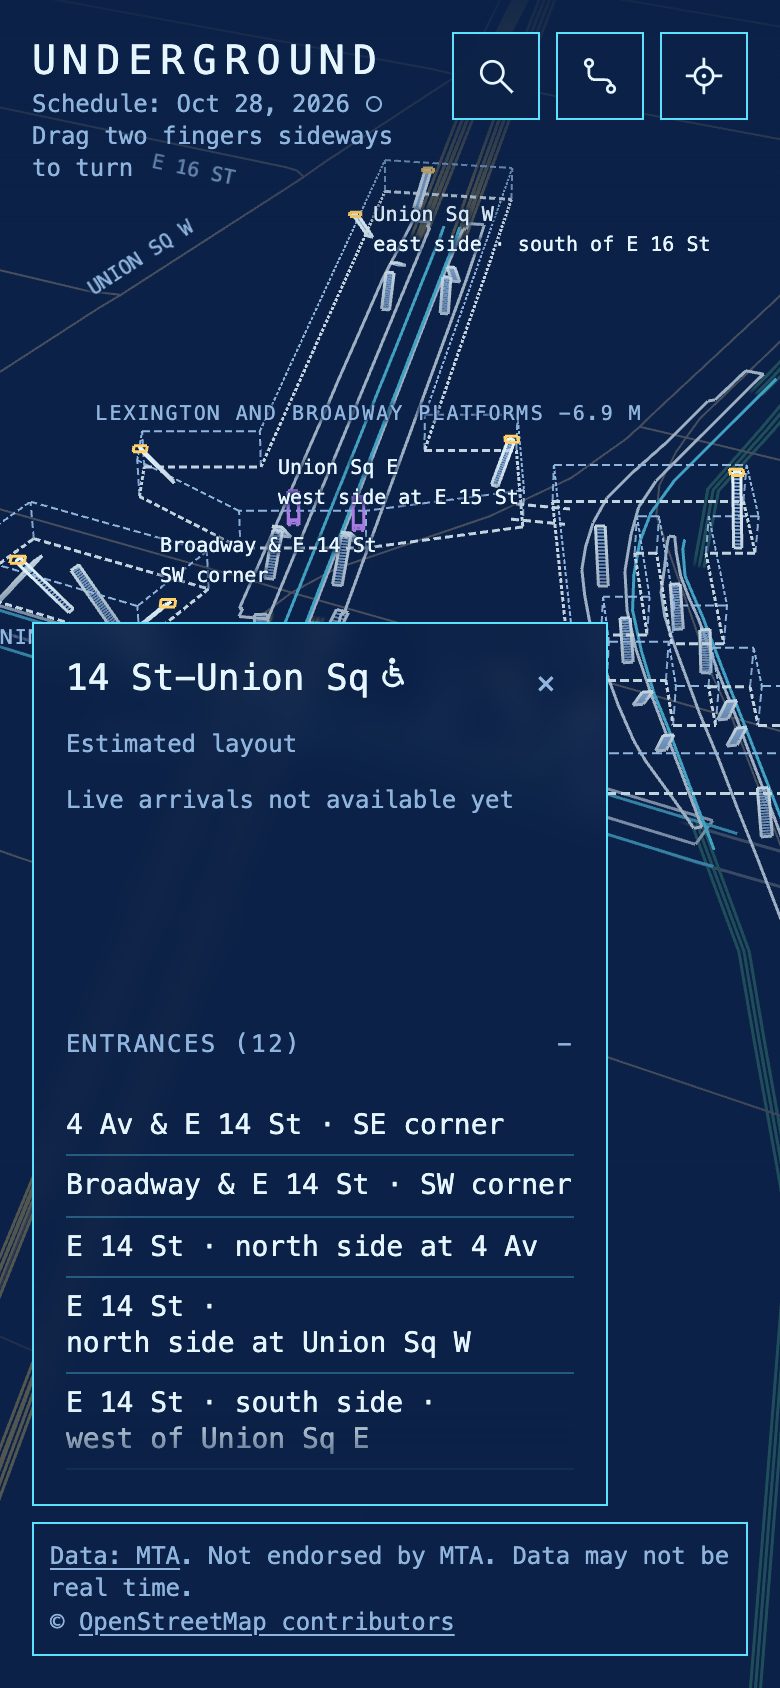 UNDERGROUND
Schedule: Oct 28, 2026
Drag two fingers sideways
to turn
E 16 ST
UNION SQ W
Union Sq W
east side · south of E 16 St
LEXINGTON AND BROADWAY PLATFORMS −6.9 M
Union Sq E
west side at E 15 St
Broadway & E 14 St
SW corner
14 St–Union Sq
×
Estimated layout
Live arrivals not available yet
ENTRANCES (12) −
4 Av & E 14 St · SE corner
Broadway & E 14 St · SW corner
E 14 St · north side at 4 Av
E 14 St ·
north side at Union Sq W
E 14 St · south side ·
west of Union Sq E
Data: MTA. Not endorsed by MTA. Data may not be
real time.
© OpenStreetMap contributors